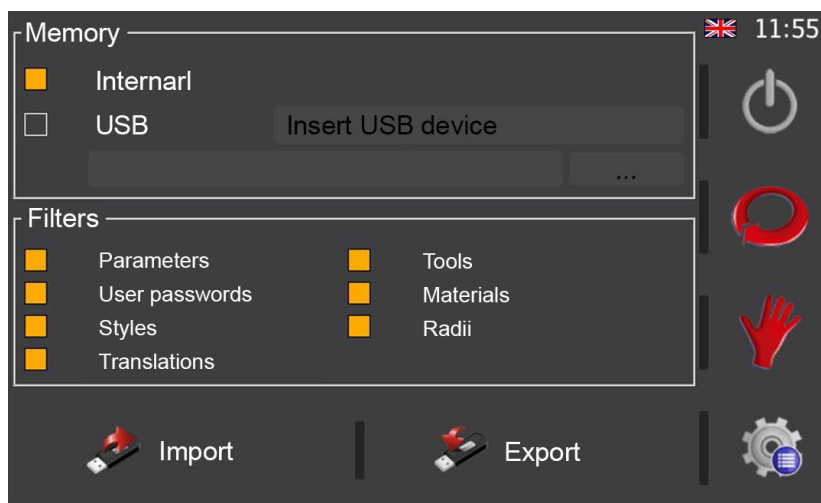 Memory
11:55
Internarl
USB
Insert USB device
...
Filters
Parameters
Tools
User passwords
Materials
Styles
Radii
Translations
Import
Export